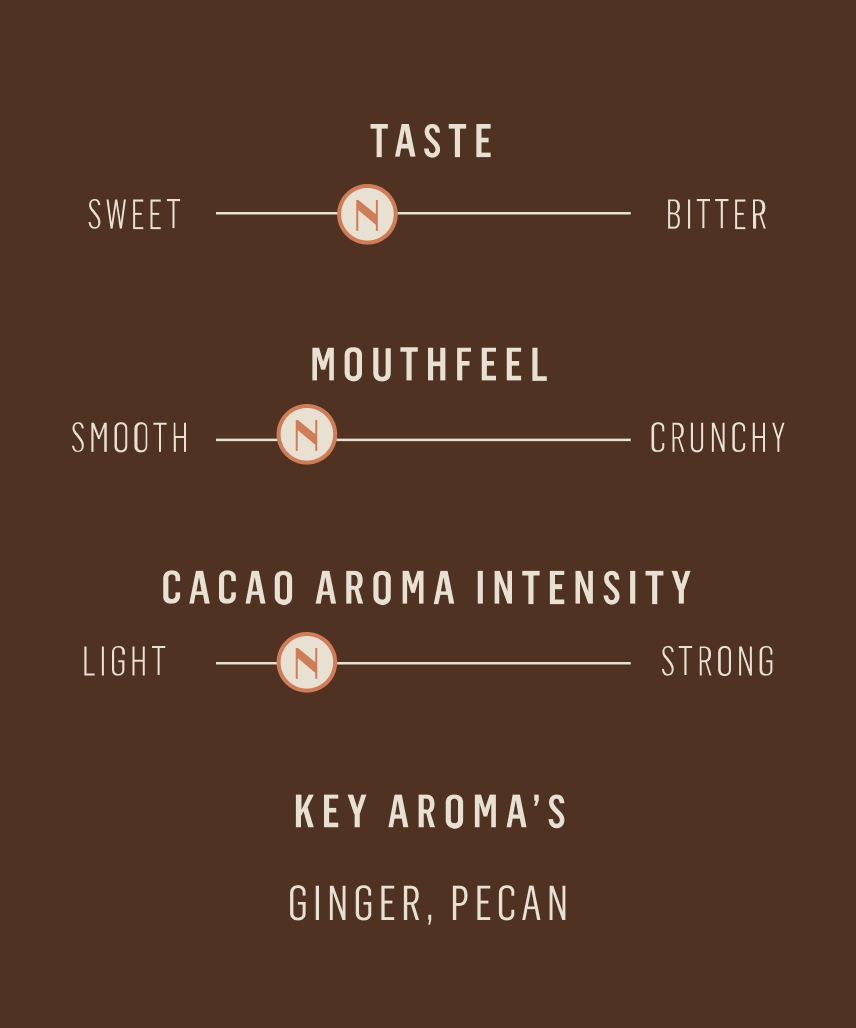 TASTE
SWEET N BITTER
MOUTHFEEL
SMOOTH N CRUNCHY
CACAO AROMA INTENSITY
LIGHT N STRONG
KEY AROMA’S
GINGER, PECAN